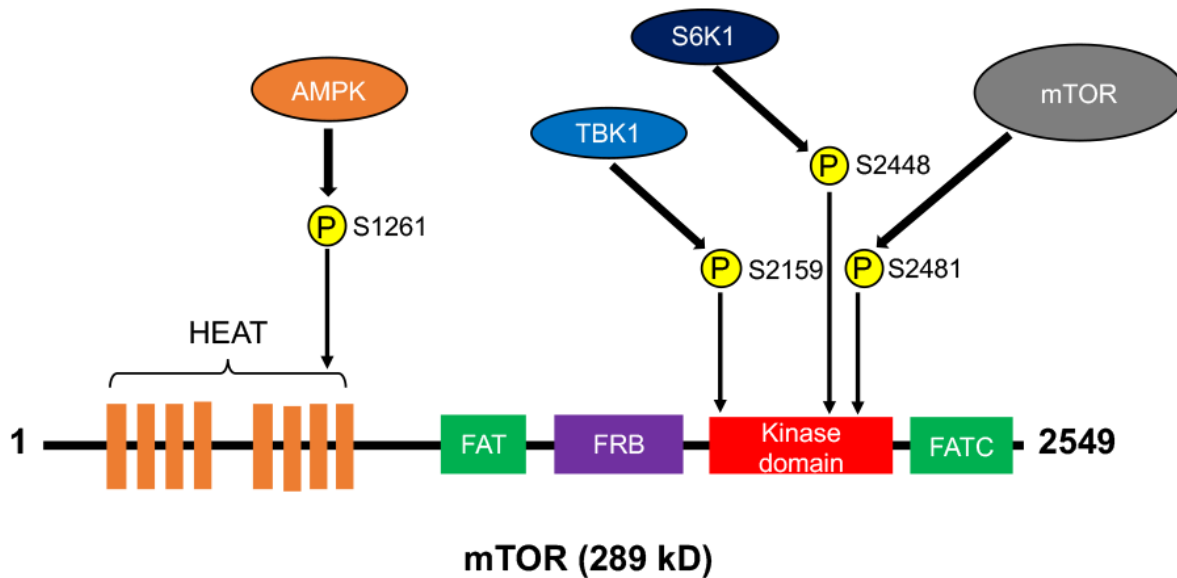 S6K1
AMPK
mTOR
TBK1
P S2448
P S1261
P S2159
P S2481
HEAT
1
FAT
FRB
Kinase
domain
FATC
2549
mTOR (289 kD)